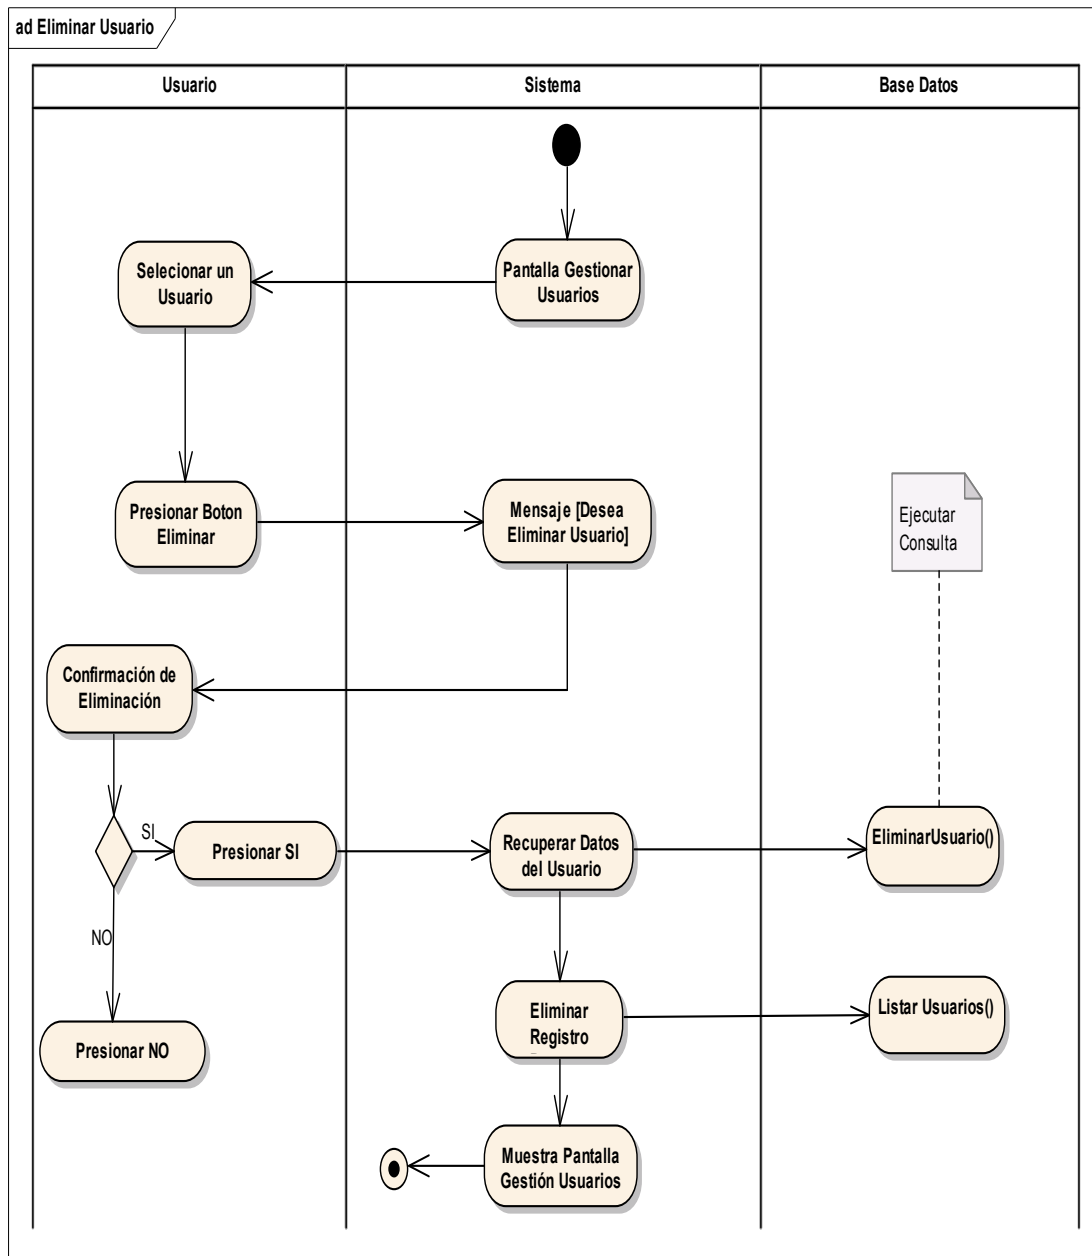 ad Eliminar Usuario
Usuario
Sistema
Base Datos
Pantalla Gestionar
Usuarios
Selecionar un
Usuario
Presionar Boton
Eliminar
Mensaje [Desea
Eliminar Usuario]
Ejecutar
Consulta
Confirmación de
Eliminación
SI
Presionar SI
Recuperar Datos
del Usuario
EliminarUsuario()
NO
Eliminar
Registro
Listar Usuarios()
Presionar NO
Muestra Pantalla
Gestión Usuarios